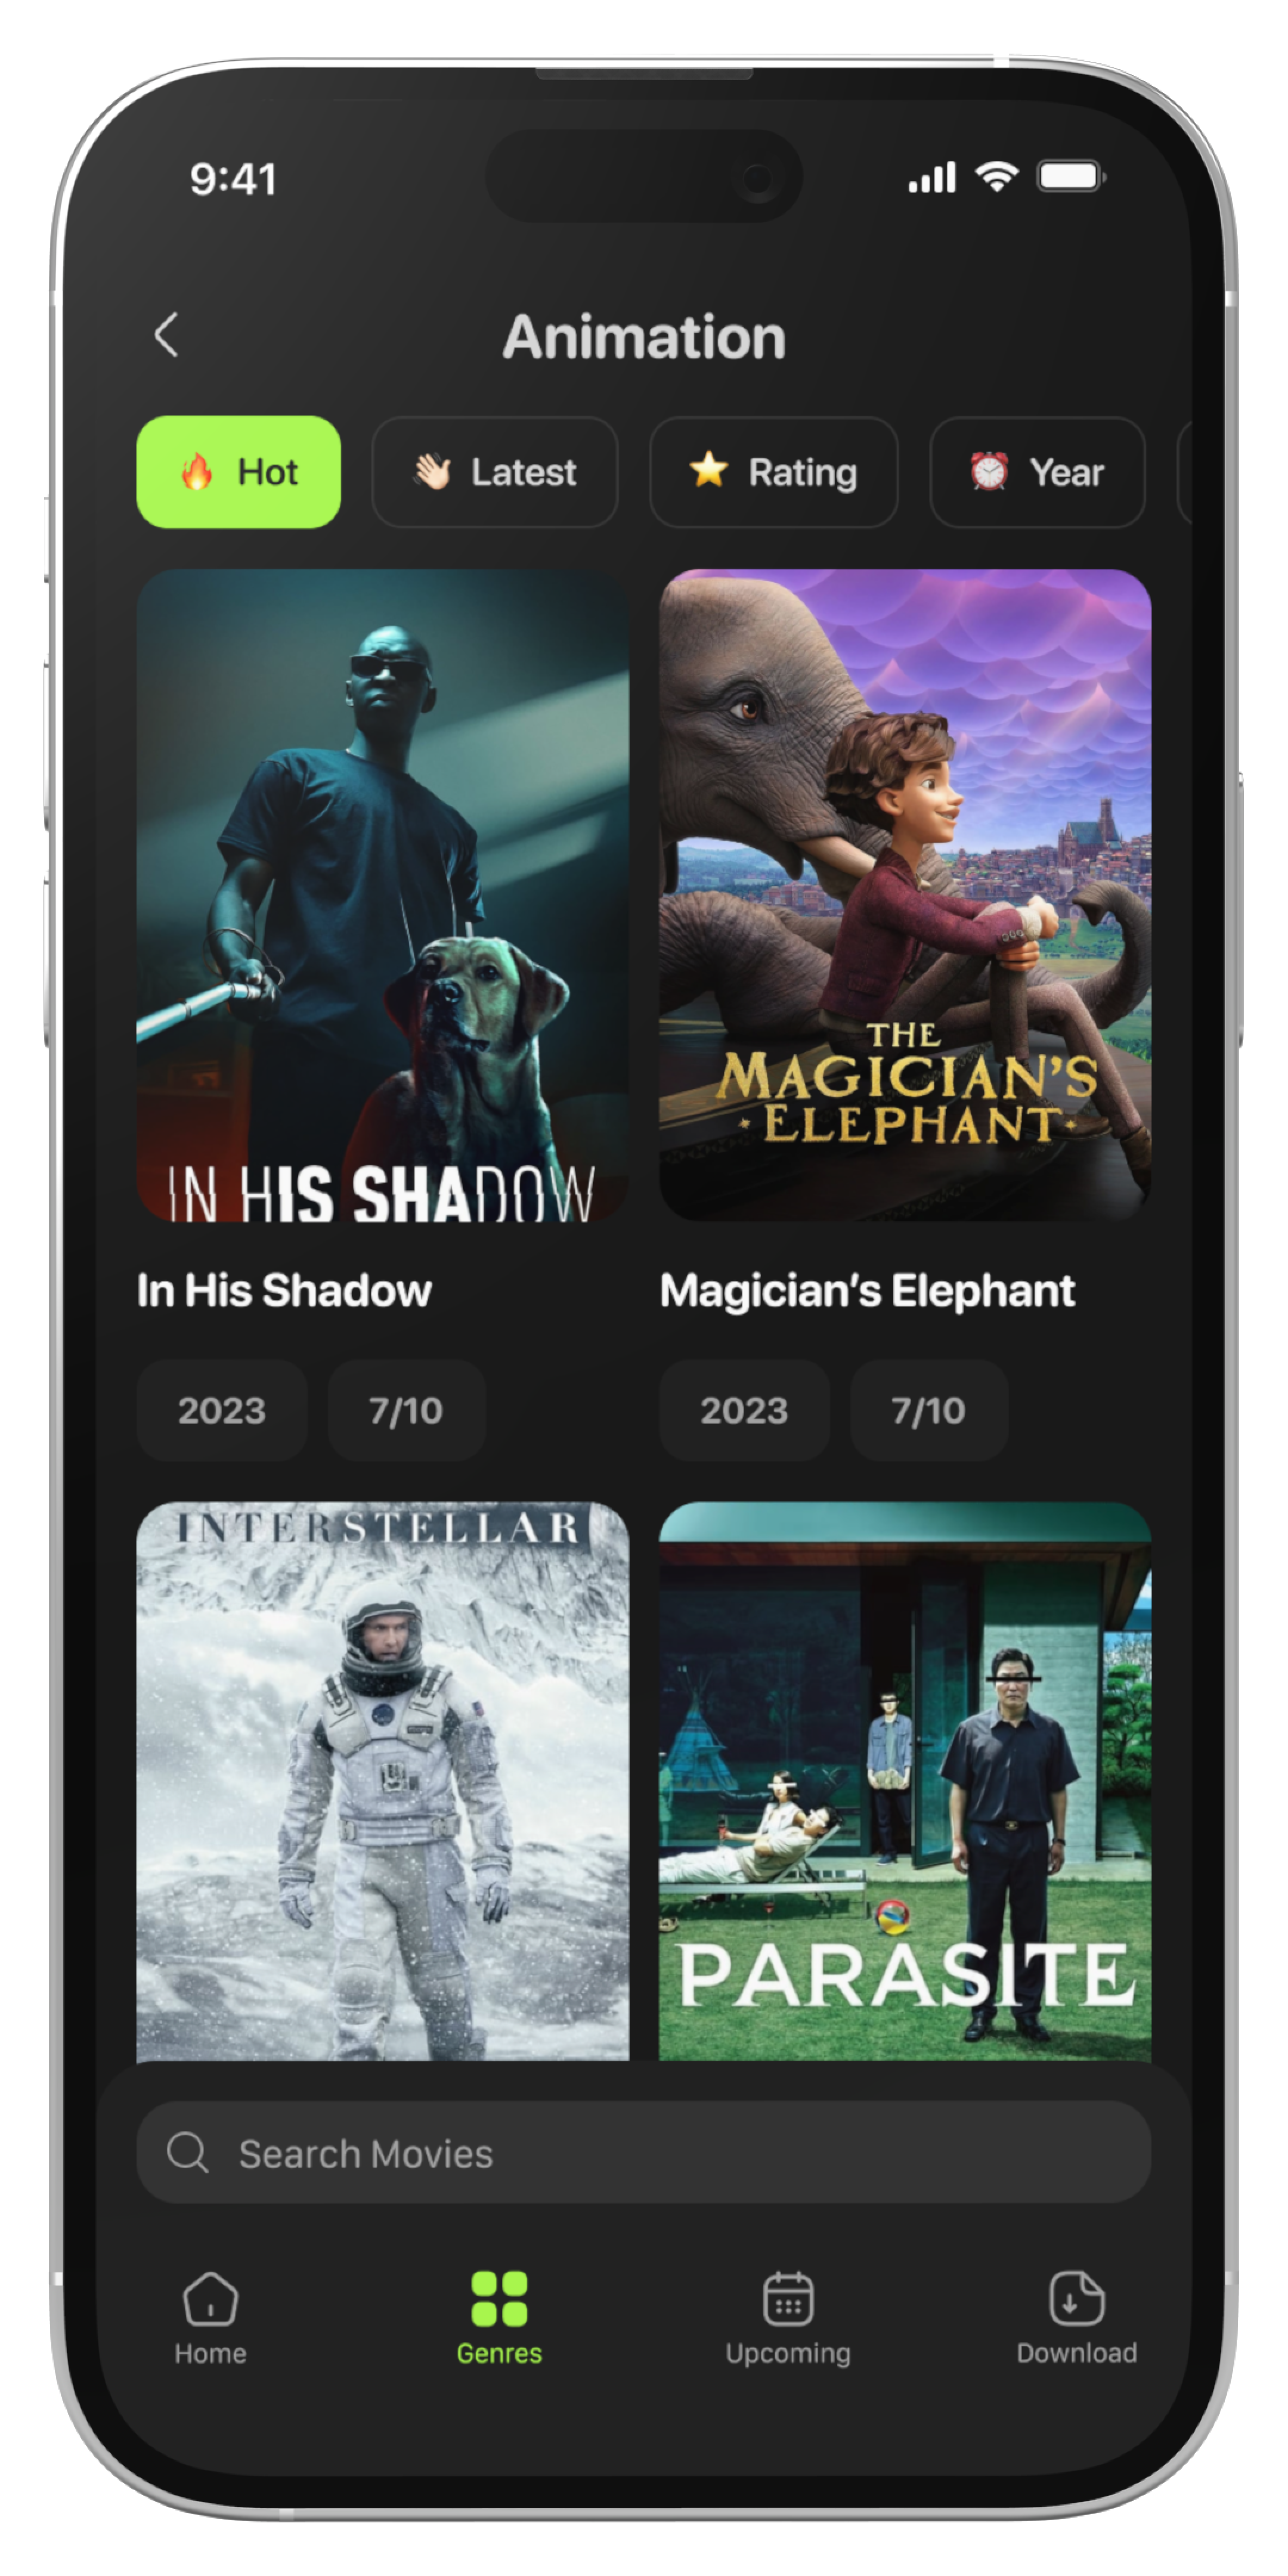 9:41
Animation
Hot
Latest
Rating
Year
IN HIS SHADOW
THE
MAGICIAN'S
ELEPHANT
In His Shadow
Magician's Elephant
2023
7/10
2023
7/10
INTERSTELLAR
PARASITE
Search Movies
Home
Genres
Upcoming
Download